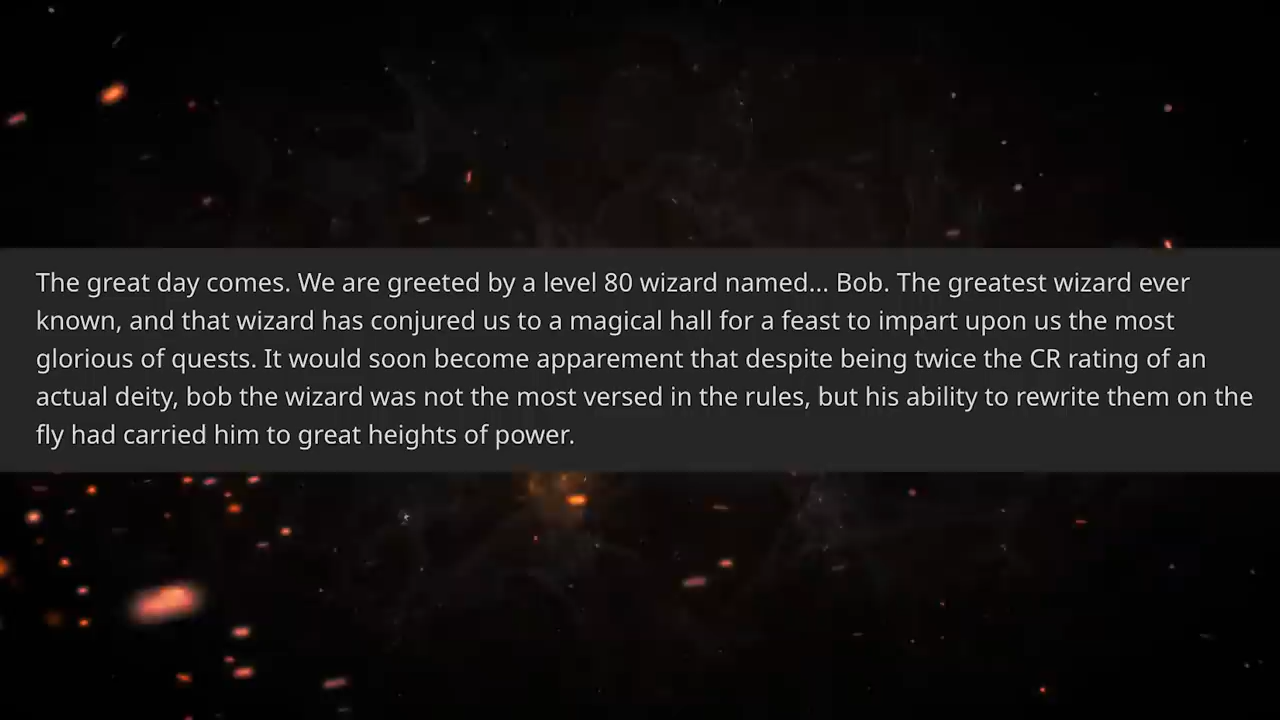 The great day comes. We are greeted by a level 80 wizard named... Bob. The greatest wizard ever
known, and that wizard has conjured us to a magical hall for a feast to impart upon us the most
glorious of quests. It would soon become apparement that despite being twice the CR rating of an
actual deity, bob the wizard was not the most versed in the rules, but his ability to rewrite them on the
fly had carried him to great heights of power.